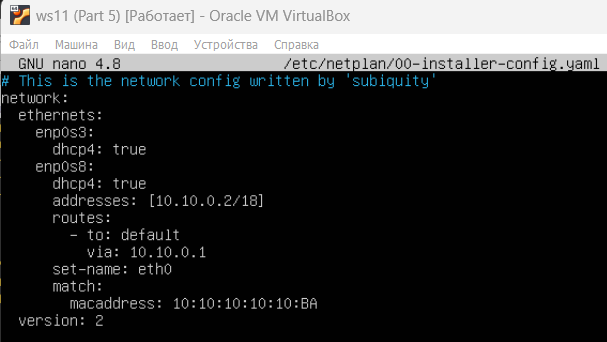 ws11 (Part 5) [Работает] - Oracle VM VirtualBox
Файл Машина Вид Ввод Устройства Справка
GNU nano 4.8 /etc/netplan/00-installer-config.yaml
# This is the network config written by 'subiquity'
network:
  ethernets:
    enp0s3:
      dhcp4: true
    enp0s8:
      dhcp4: true
      addresses: [10.10.0.2/18]
      routes:
        - to: default
          via: 10.10.0.1
      set-name: eth0
      match:
        macaddress: 10:10:10:10:10:BA
  version: 2